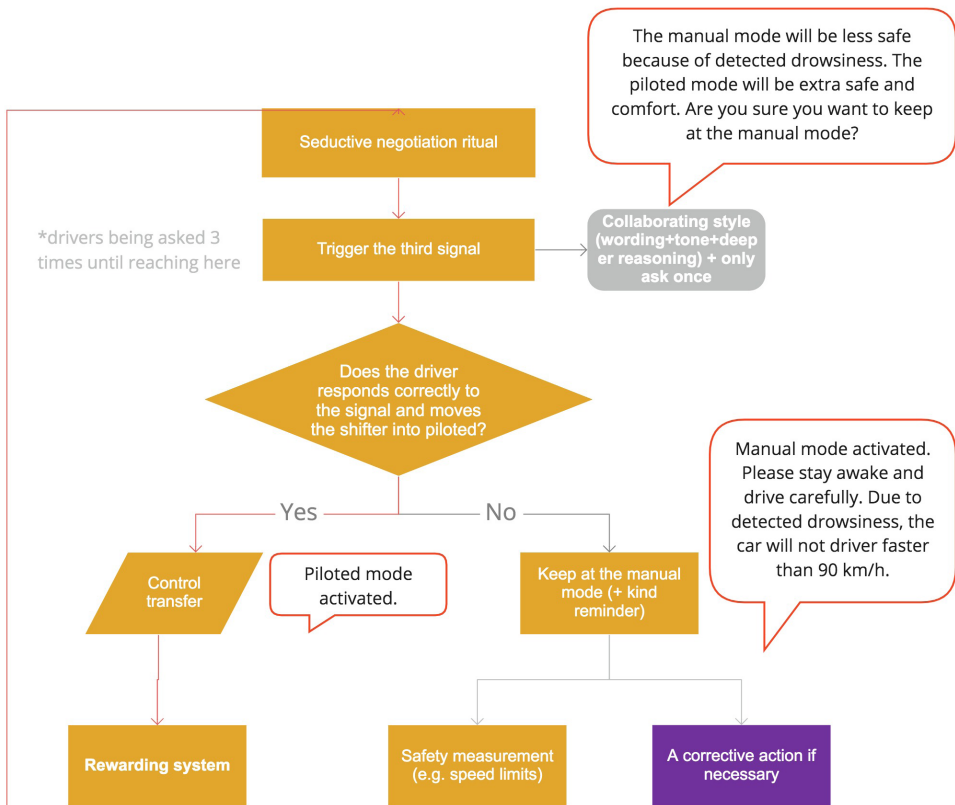 The manual mode will be less safe
because of detected drowsiness. The
piloted mode will be extra safe and
comfort. Are you sure you want to keep
at the manual mode?
Seductive negotiation ritual
*drivers being asked 3
times until reaching here
Trigger the third signal
Collaborating style
(wording+tone+deep
er reasoning) + only
ask once
Does the driver
responds correctly to
the signal and moves
the shifter into piloted?
Yes
No
Manual mode activated.
Please stay awake and
drive carefully. Due to
detected drowsiness, the
car will not driver faster
than 90 km/h.
Control
transfer
Piloted mode
activated.
Keep at the manual
mode (+ kind
reminder)
Rewarding system
Safety measurement
(e.g. speed limits)
A corrective action if
necessary